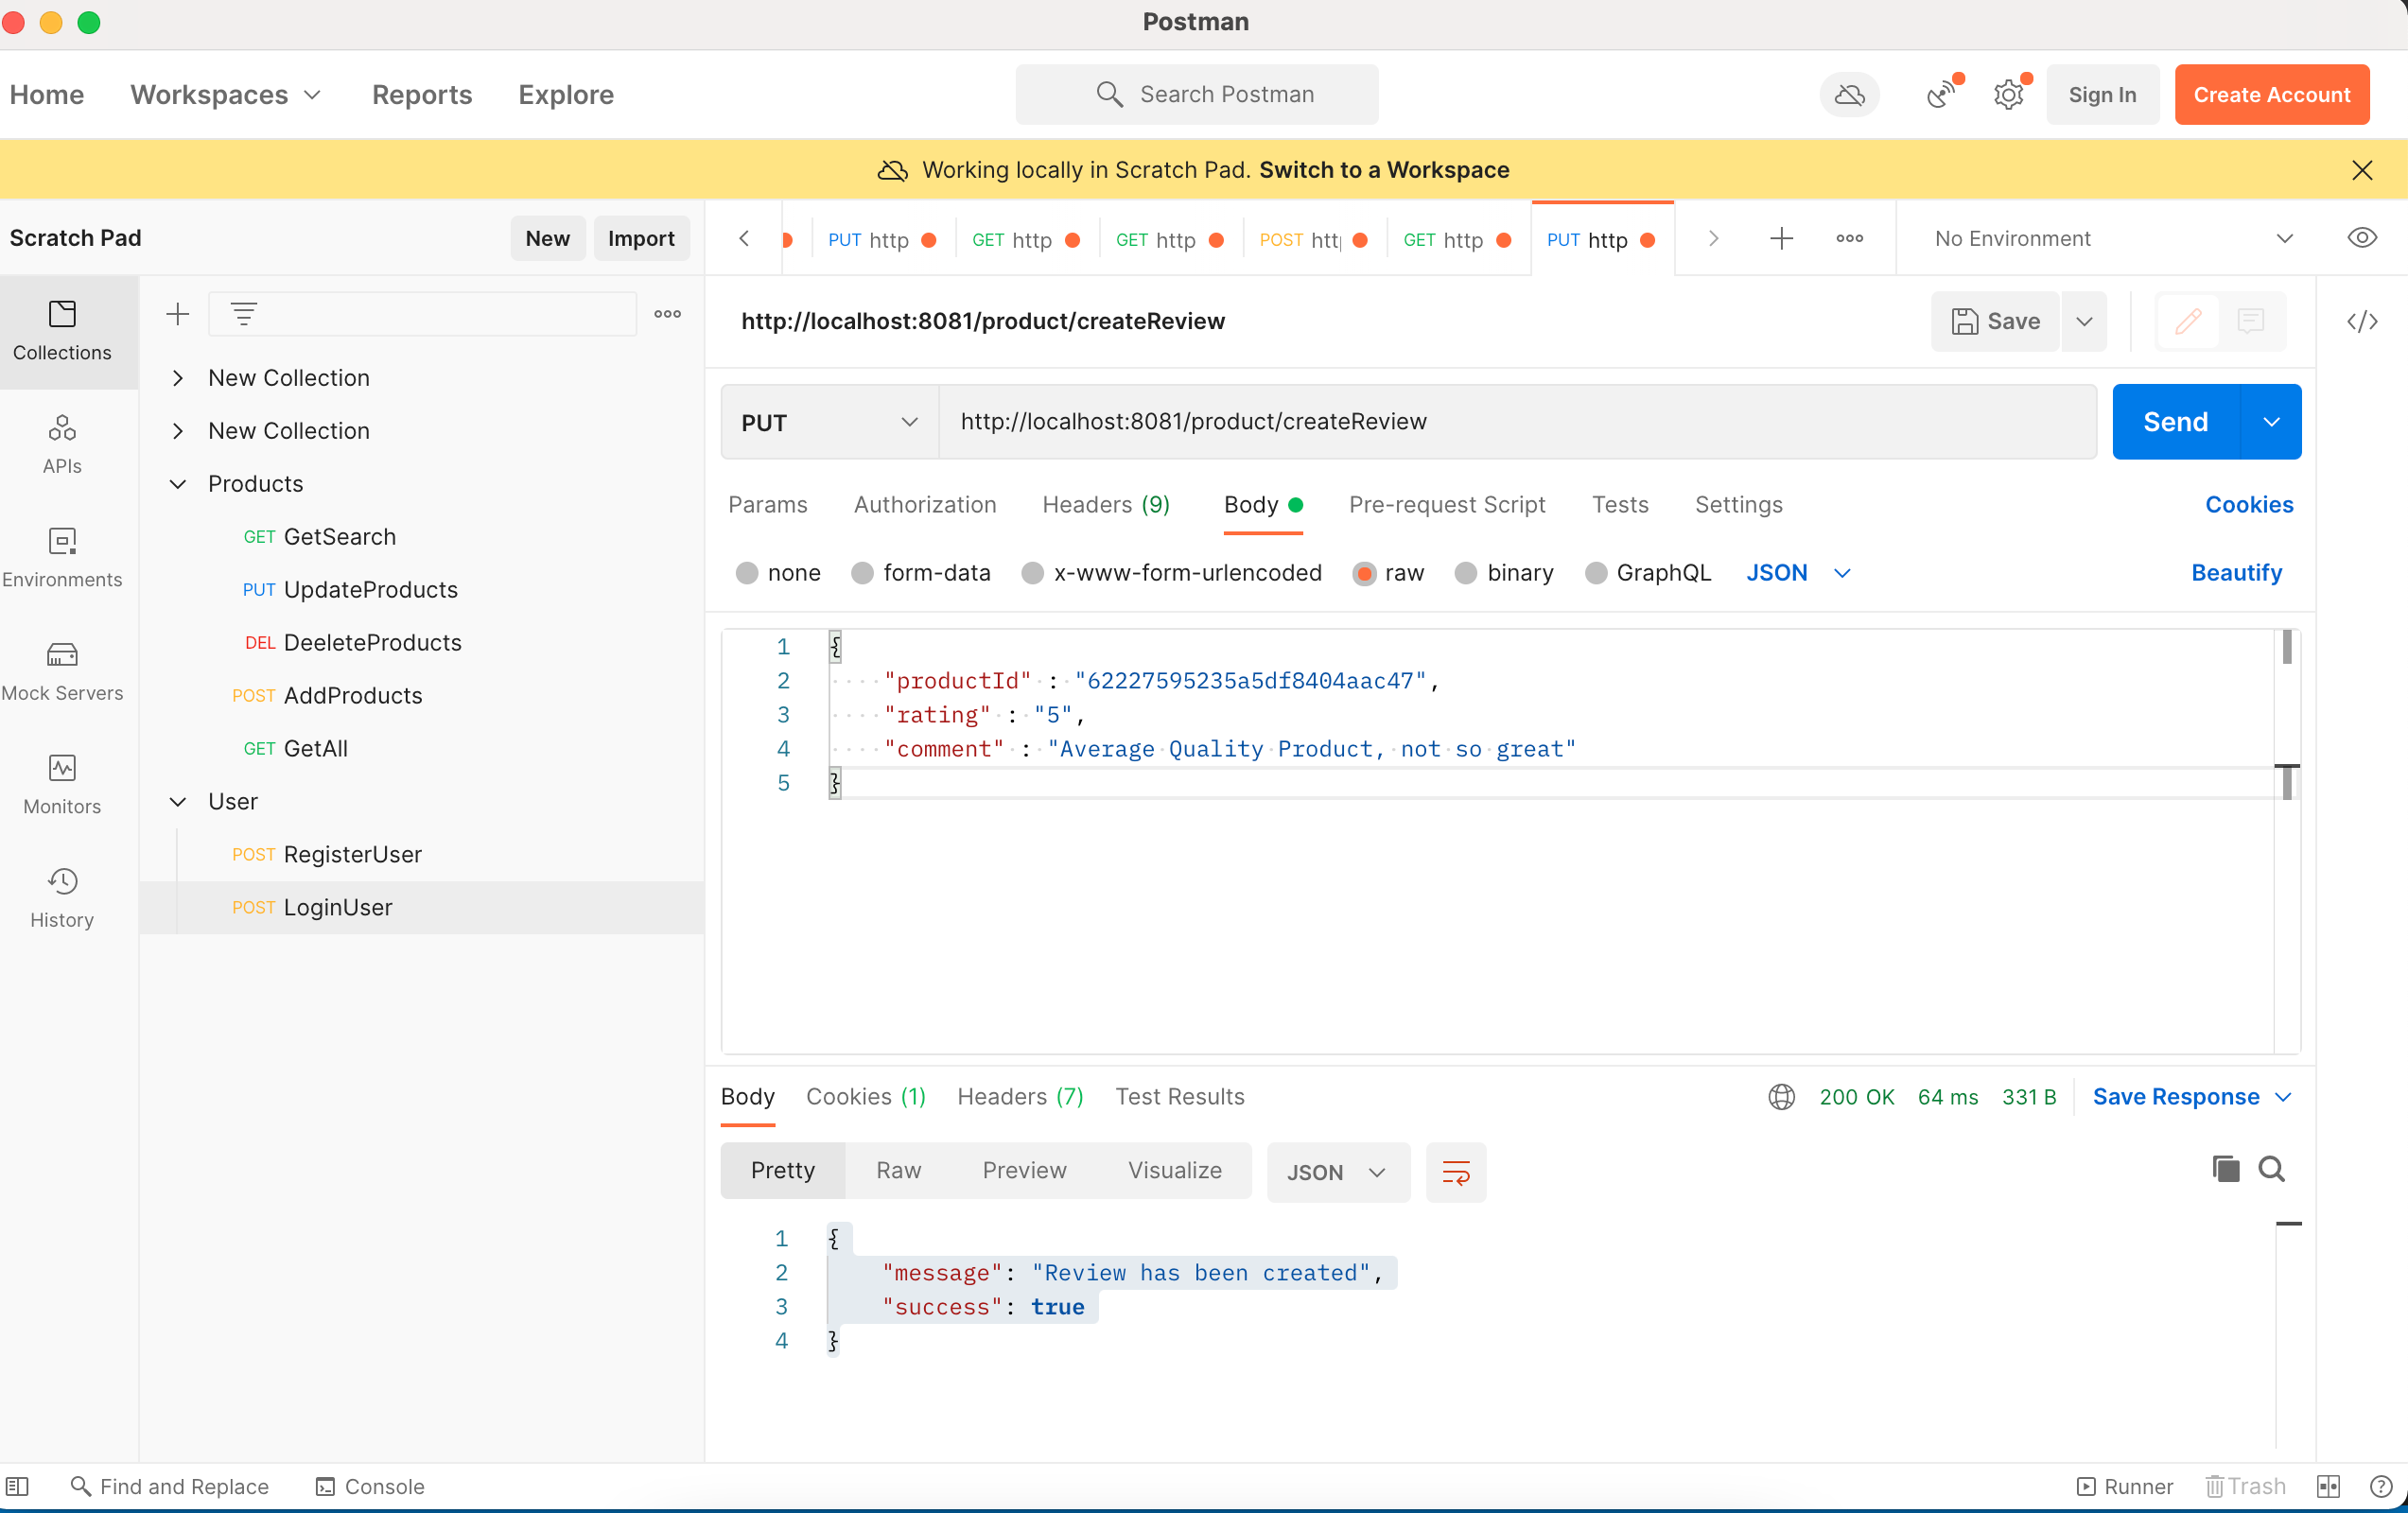 Postman
Home Workspaces Reports Explore Search Postman Sign In Create Account
Working locally in Scratch Pad. Switch to a Workspace
Scratch Pad New Import
PUT http GET http GET http POST htt GET http PUT http No Environment
Collections
APIs
Environments
Mock Servers
Monitors
History
New Collection
New Collection
Products
GET GetSearch
PUT UpdateProducts
DEL DeeleteProducts
POST AddProducts
GET GetAll
User
POST RegisterUser
POST LoginUser
http://localhost:8081/product/createReview Save
PUT http://localhost:8081/product/createReview Send
Params Authorization Headers (9) Body Pre-request Script Tests Settings Cookies
none form-data x-www-form-urlencoded raw binary GraphQL JSON Beautify
1 {
2 "productId" : "62227595235a5df8404aac47",
3 "rating" : "5",
4 "comment" : "Average Quality Product, not so great"
5 }
Body Cookies (1) Headers (7) Test Results 200 OK 64 ms 331 B Save Response
Pretty Raw Preview Visualize JSON
1 {
2 "message": "Review has been created",
3 "success": true
4 }
Find and Replace Console Runner Trash